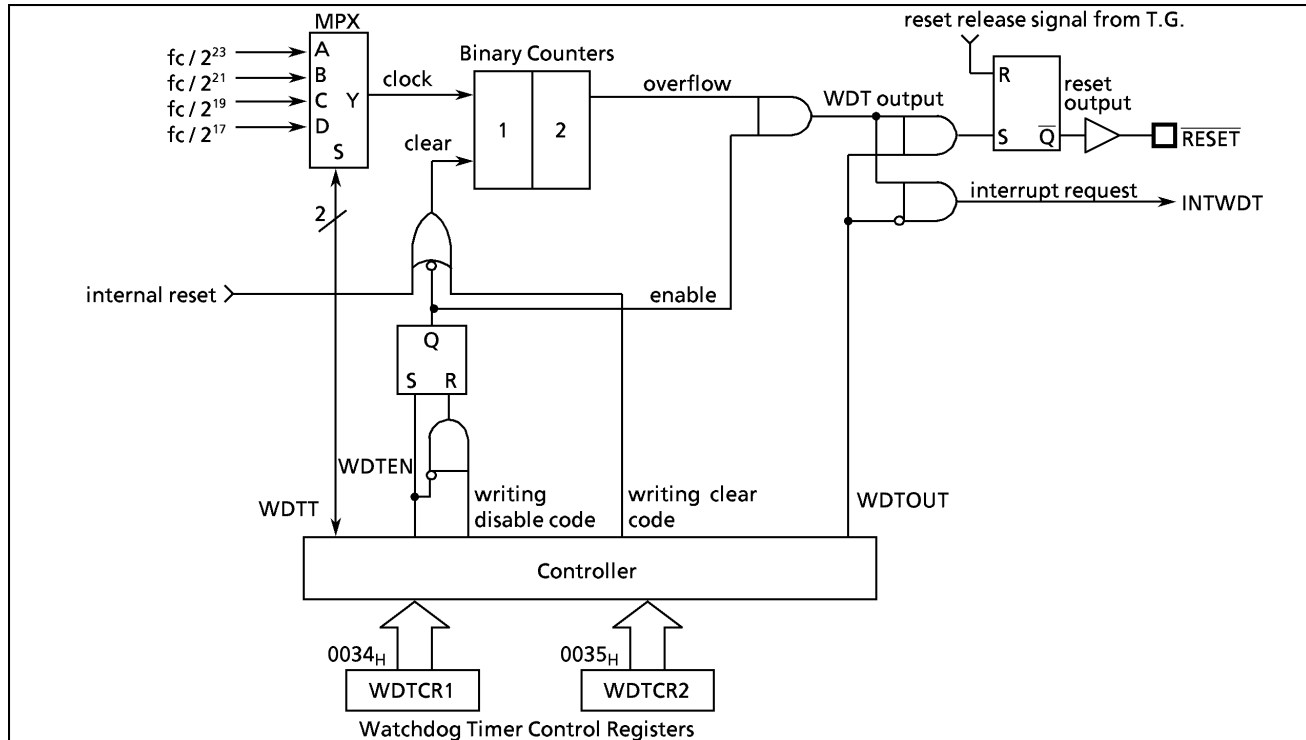 reset release signal from T.G.
MPX
fc / 2²³
fc / 2²¹
fc / 2¹⁹
fc / 2¹⁷
A
B
C
D
Y
S
clock
clear
Binary Counters
1
2
overflow
WDT output
R
S
Q̅
reset
output
R̅E̅S̅E̅T̅
interrupt request
INTWDT
2
internal reset
enable
Q
S
R
WDTEN
WDTT
writing
disable code
writing clear
code
WDTOUT
Controller
0034H
0035H
WDTCR1
WDTCR2
Watchdog Timer Control Registers